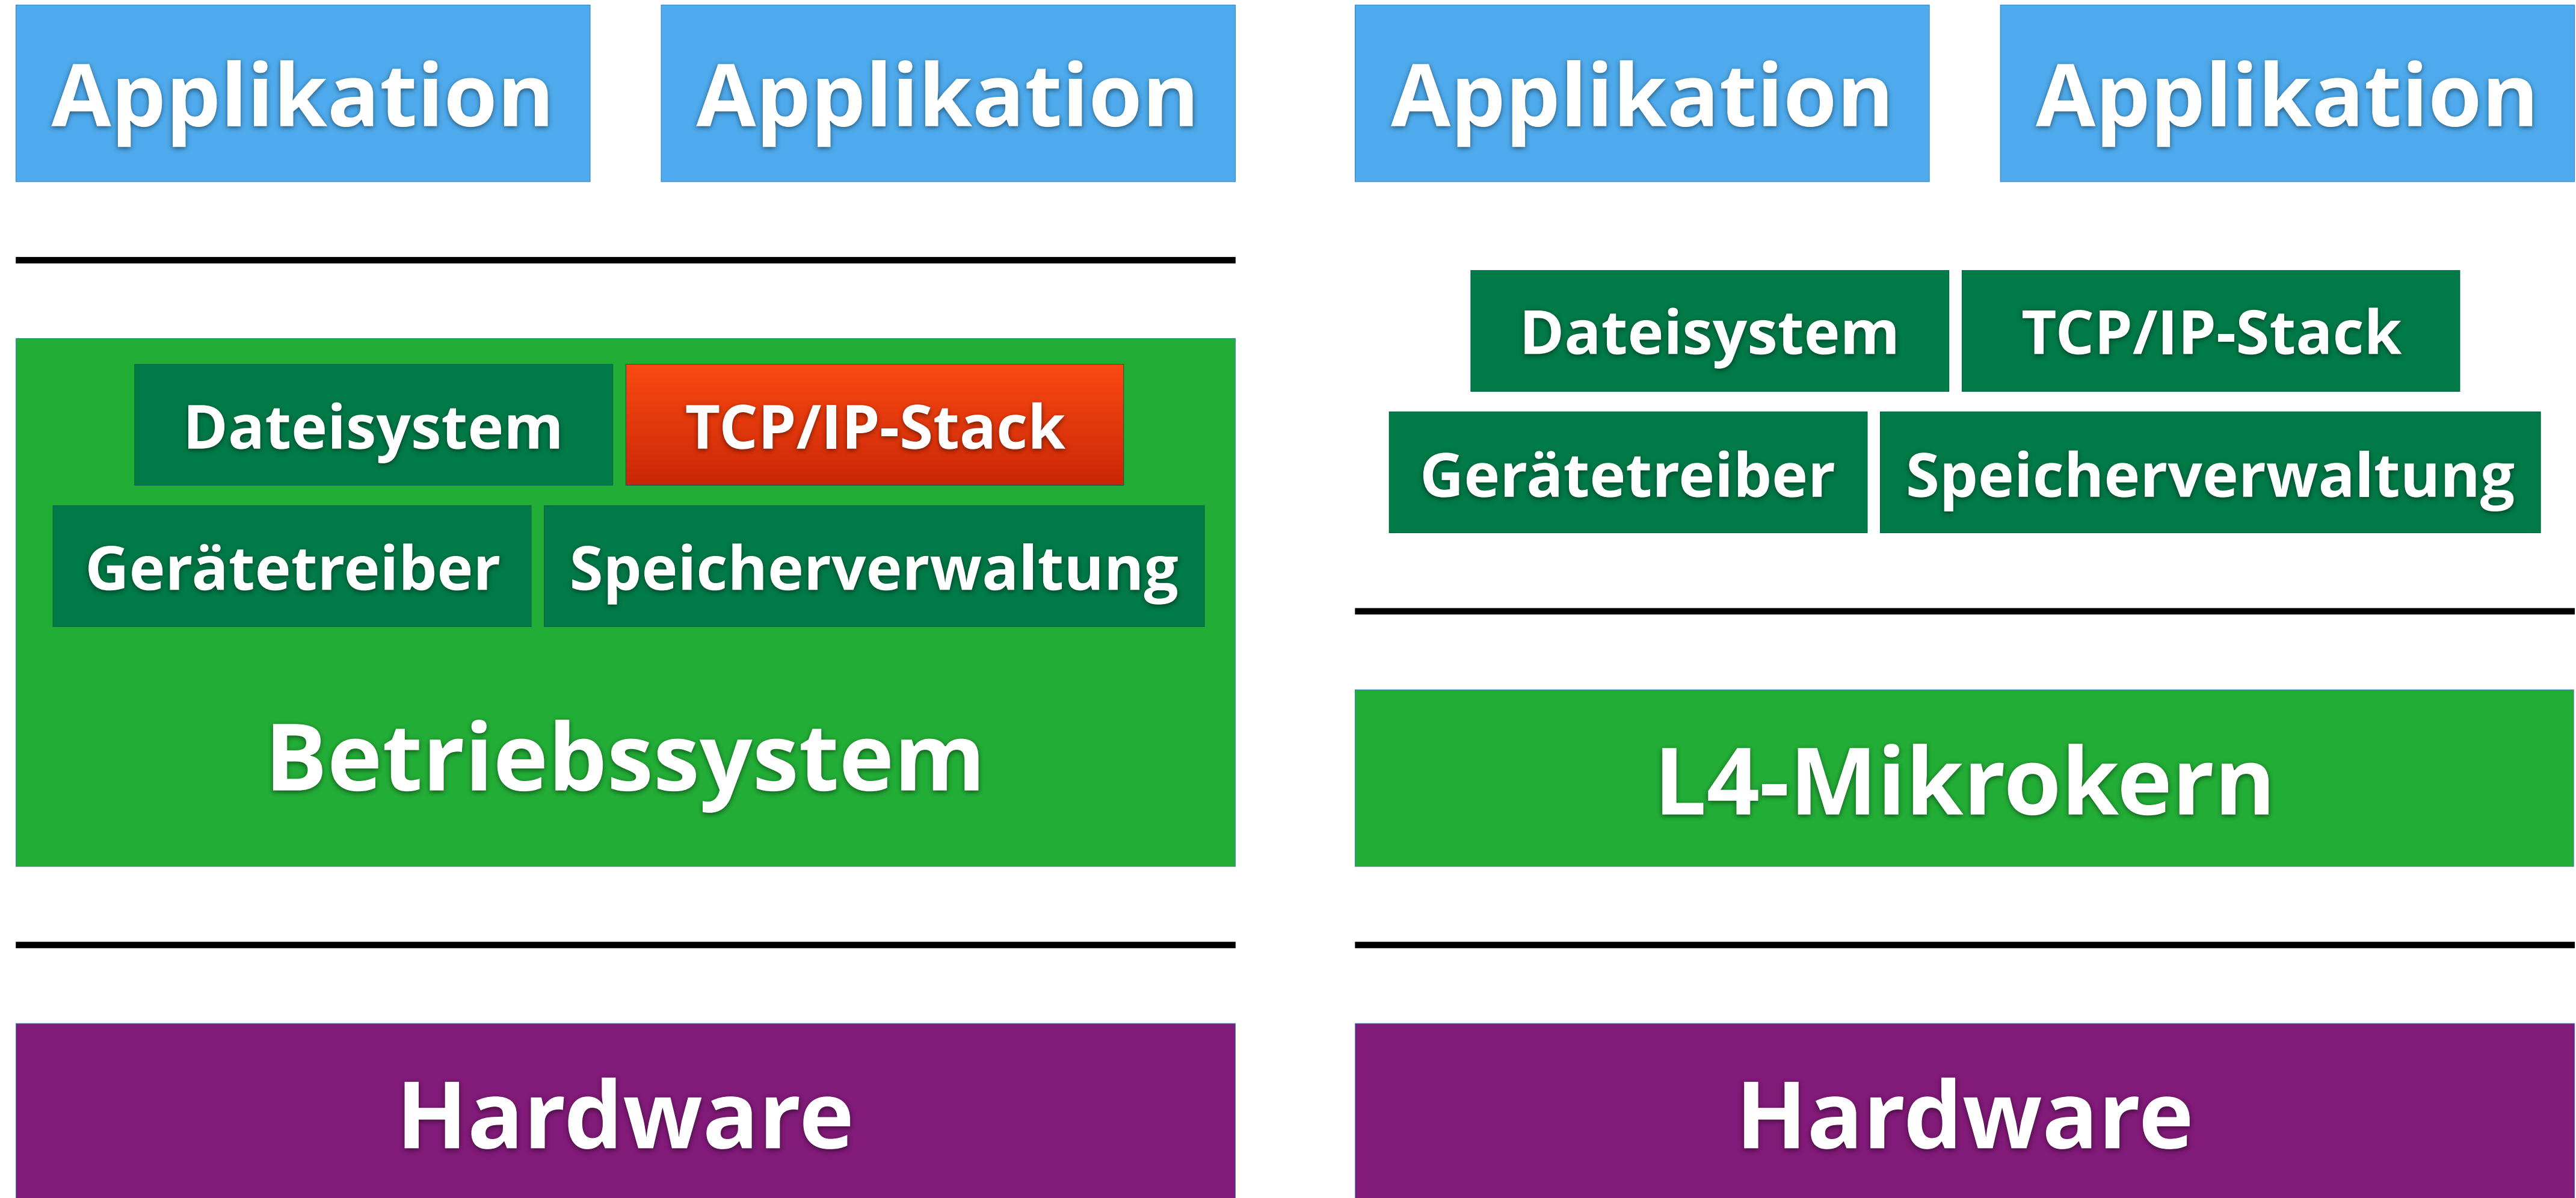 Applikation
Applikation
Dateisystem
TCP/IP-Stack
Gerätetreiber
Speicherverwaltung
Betriebssystem
Hardware
Applikation
Applikation
Dateisystem
TCP/IP-Stack
Gerätetreiber
Speicherverwaltung
L4-Mikrokern
Hardware